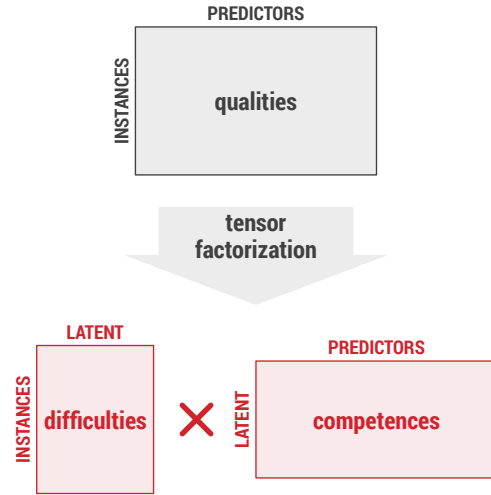 PREDICTORS
INSTANCES
qualities
tensor
factorization
LATENT
INSTANCES
difficulties
PREDICTORS
LATENT
competences